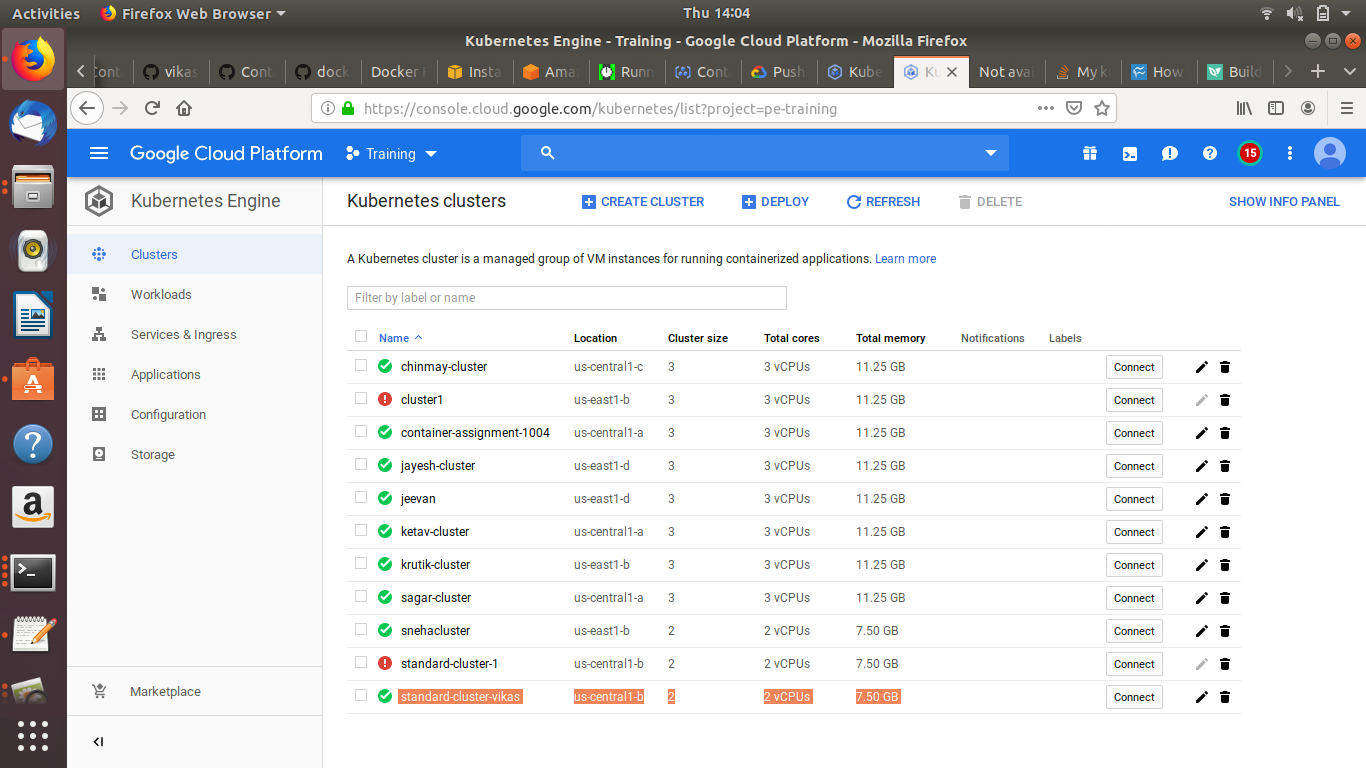 Activities Firefox Web Browser Thu 14:04
Kubernetes Engine - Training - Google Cloud Platform - Mozilla Firefox
Cont vikas Cont dock Docker Insta Ama Runn Cont Push Kube Ku Not avai My k How Build
https://console.cloud.google.com/kubernetes/list?project=pe-training
Google Cloud Platform Training 15
Kubernetes Engine Kubernetes clusters CREATE CLUSTER DEPLOY REFRESH DELETE SHOW INFO PANEL
Clusters
Workloads
Services & Ingress
Applications
Configuration
Storage
Marketplace
A Kubernetes cluster is a managed group of VM instances for running containerized applications. Learn more
Filter by label or name
Name Location Cluster size Total cores Total memory Notifications Labels
chinmay-cluster us-central1-c 3 3 vCPUs 11.25 GB Connect
cluster1 us-east1-b 3 3 vCPUs 11.25 GB Connect
container-assignment-1004 us-central1-a 3 3 vCPUs 11.25 GB Connect
jayesh-cluster us-east1-d 3 3 vCPUs 11.25 GB Connect
jeevan us-east1-d 3 3 vCPUs 11.25 GB Connect
ketav-cluster us-central1-a 3 3 vCPUs 11.25 GB Connect
krutik-cluster us-east1-b 3 3 vCPUs 11.25 GB Connect
sagar-cluster us-central1-a 3 3 vCPUs 11.25 GB Connect
snehacluster us-east1-b 2 2 vCPUs 7.50 GB Connect
standard-cluster-1 us-central1-b 2 2 vCPUs 7.50 GB Connect
standard-cluster-vikas us-central1-b 2 2 vCPUs 7.50 GB Connect